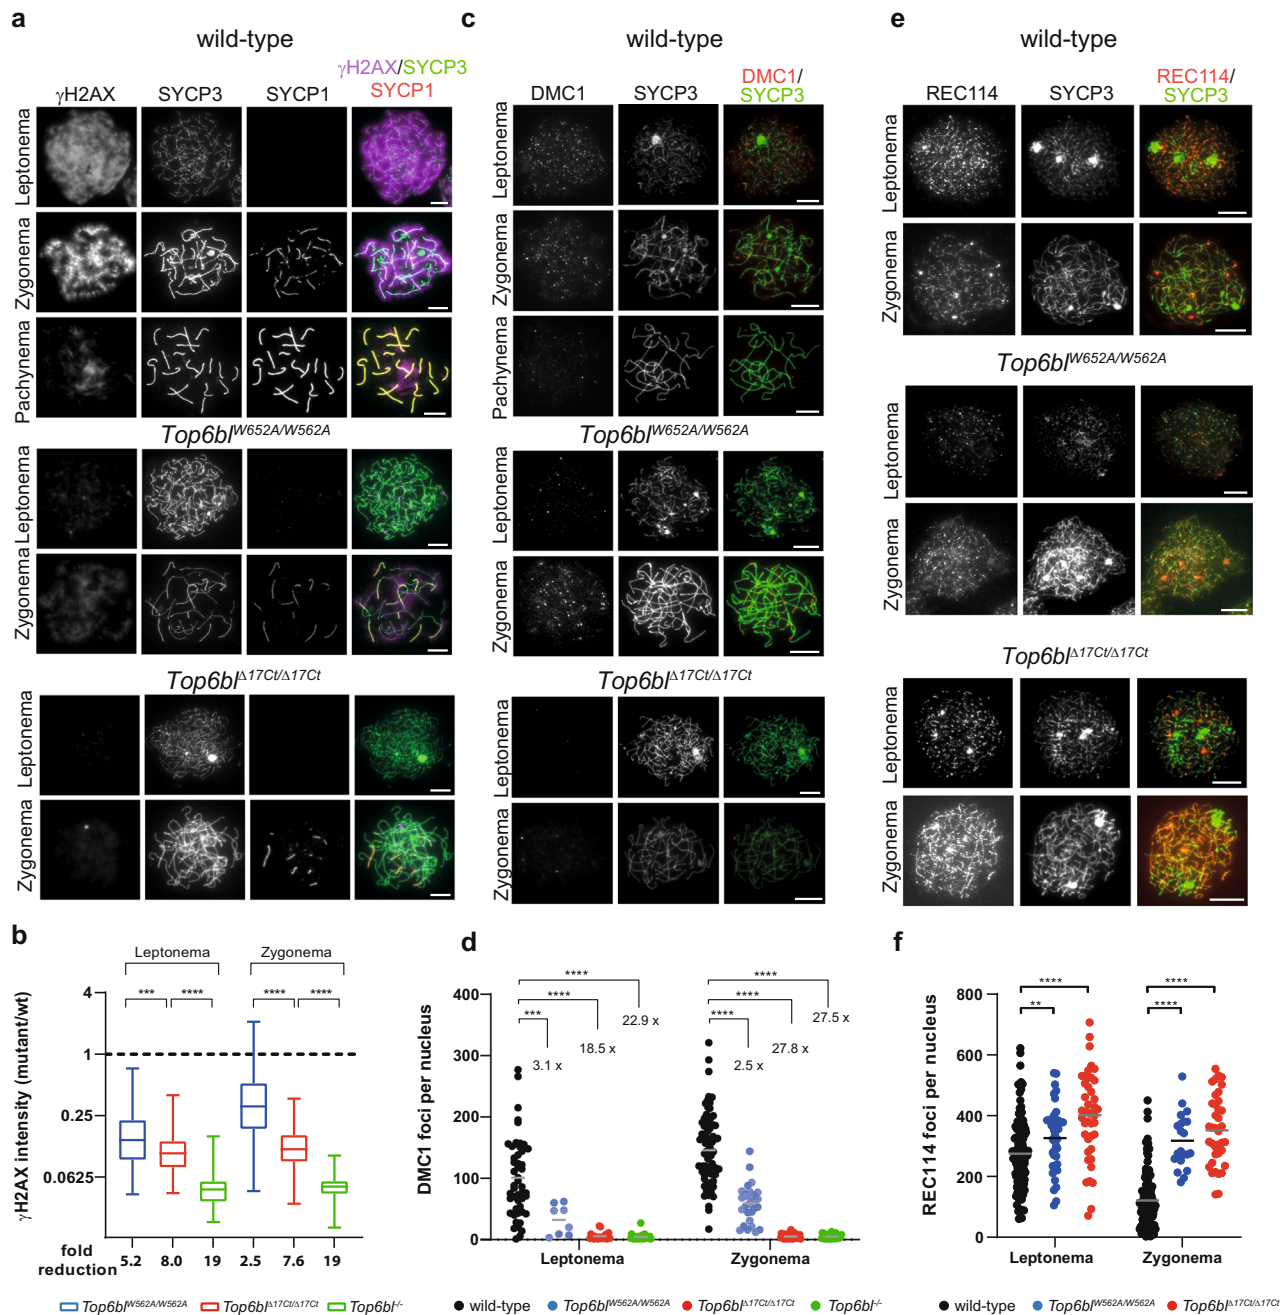 a
wild-type
γH2AX SYCP3 SYCP1 γH2AX/SYCP3
SYCP1
Leptonema
Zygonema
Pachynema
Top6bl^W652A/W562A
Leptonema
Zygonema
Top6bl^Δ17Ct/Δ17Ct
Leptonema
Zygonema
c
wild-type
DMC1 SYCP3 DMC1/
SYCP3
Leptonema
Zygonema
Pachynema
Top6bl^W652A/W562A
Leptonema
Zygonema
Top6bl^Δ17Ct/Δ17Ct
Leptonema
Zygonema
e
wild-type
REC114 SYCP3 REC114/
SYCP3
Leptonema
Zygonema
Top6bl^W652A/W562A
Leptonema
Zygonema
Top6bl^Δ17Ct/Δ17Ct
Leptonema
Zygonema
b
Leptonema Zygonema
*** **** **** ****
γH2AX intensity (mutant/wt)
4
1
0.25
0.0625
fold
reduction
5.2 8.0 19 2.5 7.6 19
Top6bl^W562A/W562A Top6bl^Δ17Ct/Δ17Ct Top6bl^-/-
d
DMC1 foci per nucleus
400
300
200
100
0
****
****
***
22.9 x
18.5 x
3.1 x
****
****
****
27.5 x
27.8 x
2.5 x
Leptonema Zygonema
wild-type Top6bl^W562A/W562A Top6bl^Δ17Ct/Δ17Ct Top6bl^-/-
f
REC114 foci per nucleus
800
600
400
200
0
****
**
****
****
Leptonema Zygonema
wild-type Top6bl^W562A/W562A Top6bl^Δ17Ct/Δ17Ct